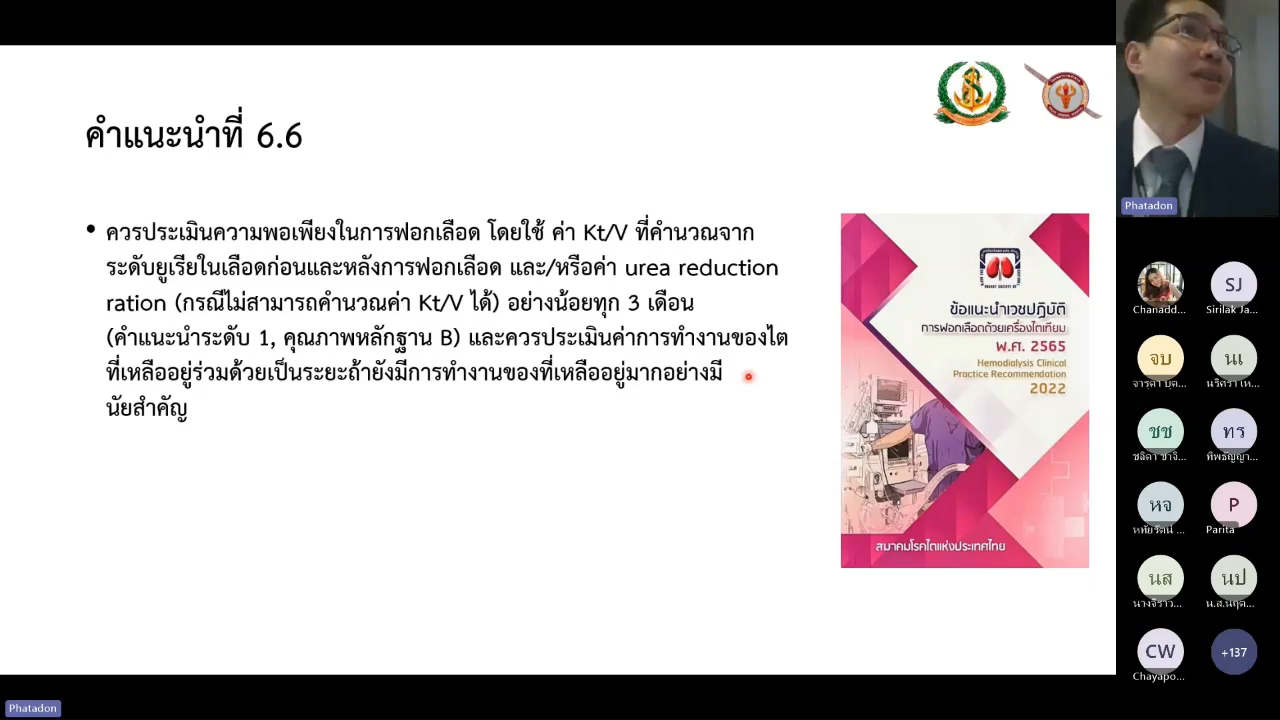 คำแนะนำที่ 6.6
• ควรประเมินความพอเพียงในการฟอกเลือด โดยใช้ ค่า Kt/V ที่คำนวณจาก
ระดับยูเรียในเลือดก่อนและหลังการฟอกเลือด และ/หรือค่า urea reduction
ration (กรณีไม่สามารถคำนวณค่า Kt/V ได้) อย่างน้อยทุก 3 เดือน
(คำแนะนำระดับ 1, คุณภาพหลักฐาน B) และควรประเมินค่าการทำงานของไต
ที่เหลืออยู่ร่วมด้วยเป็นระยะถ้ายังมีการทำงานของที่เหลืออยู่มากอย่างมี
นัยสำคัญ
ข้อแนะนำเวชปฏิบัติ
การฟอกเลือดด้วยเครื่องไตเทียม
พ.ศ. 2565
Hemodialysis Clinical
Practice Recommendation
2022
สมาคมโรคไตแห่งประเทศไทย
Phatadon
Chanadd...
SJ
Sirilak Ja...
จบ
จารุดา บุต...
นเ
นริศรา เห...
ชช
ชลิดา ชาจิ...
ทร
ทิพธัญญา...
หจ
หทัยรัตน์ ...
P
Parita
นส
นางจีราว...
นป
น.ส.นฤต...
CW
Chayapo...
+137
Phatadon